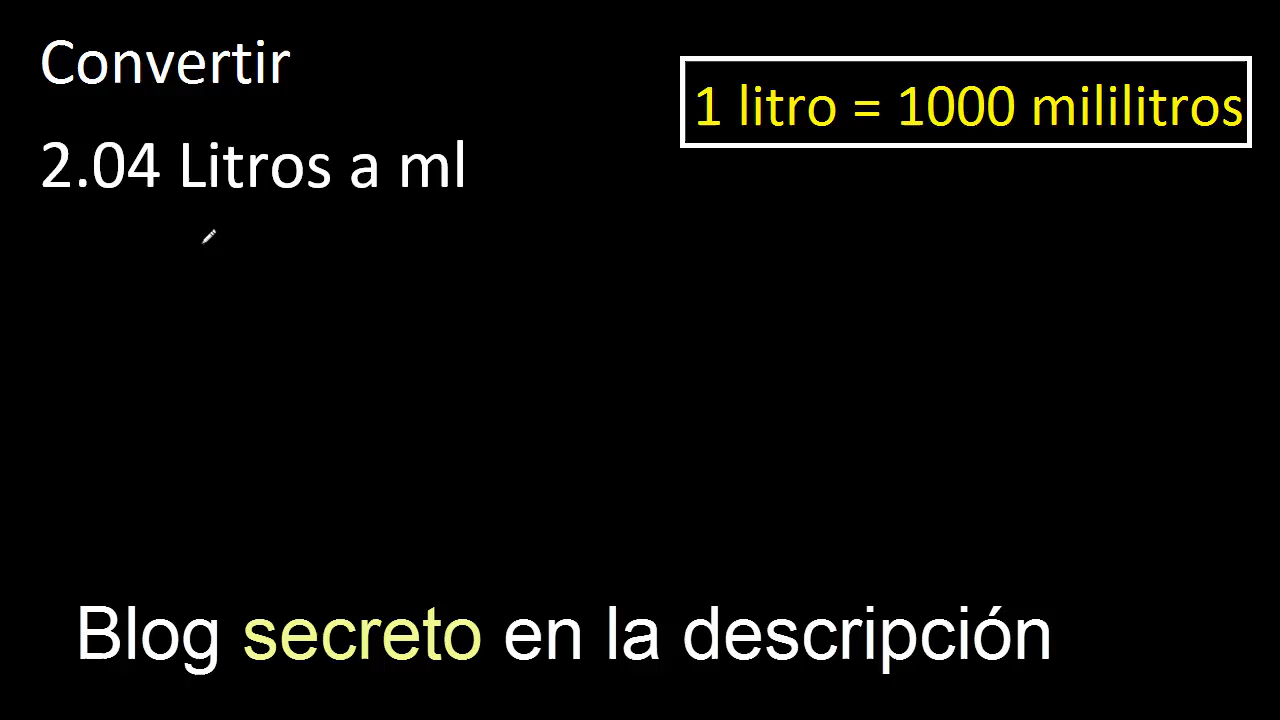 Convertir
1 litro = 1000 mililitros
2.04 Litros a ml
Blog secreto en la descripción